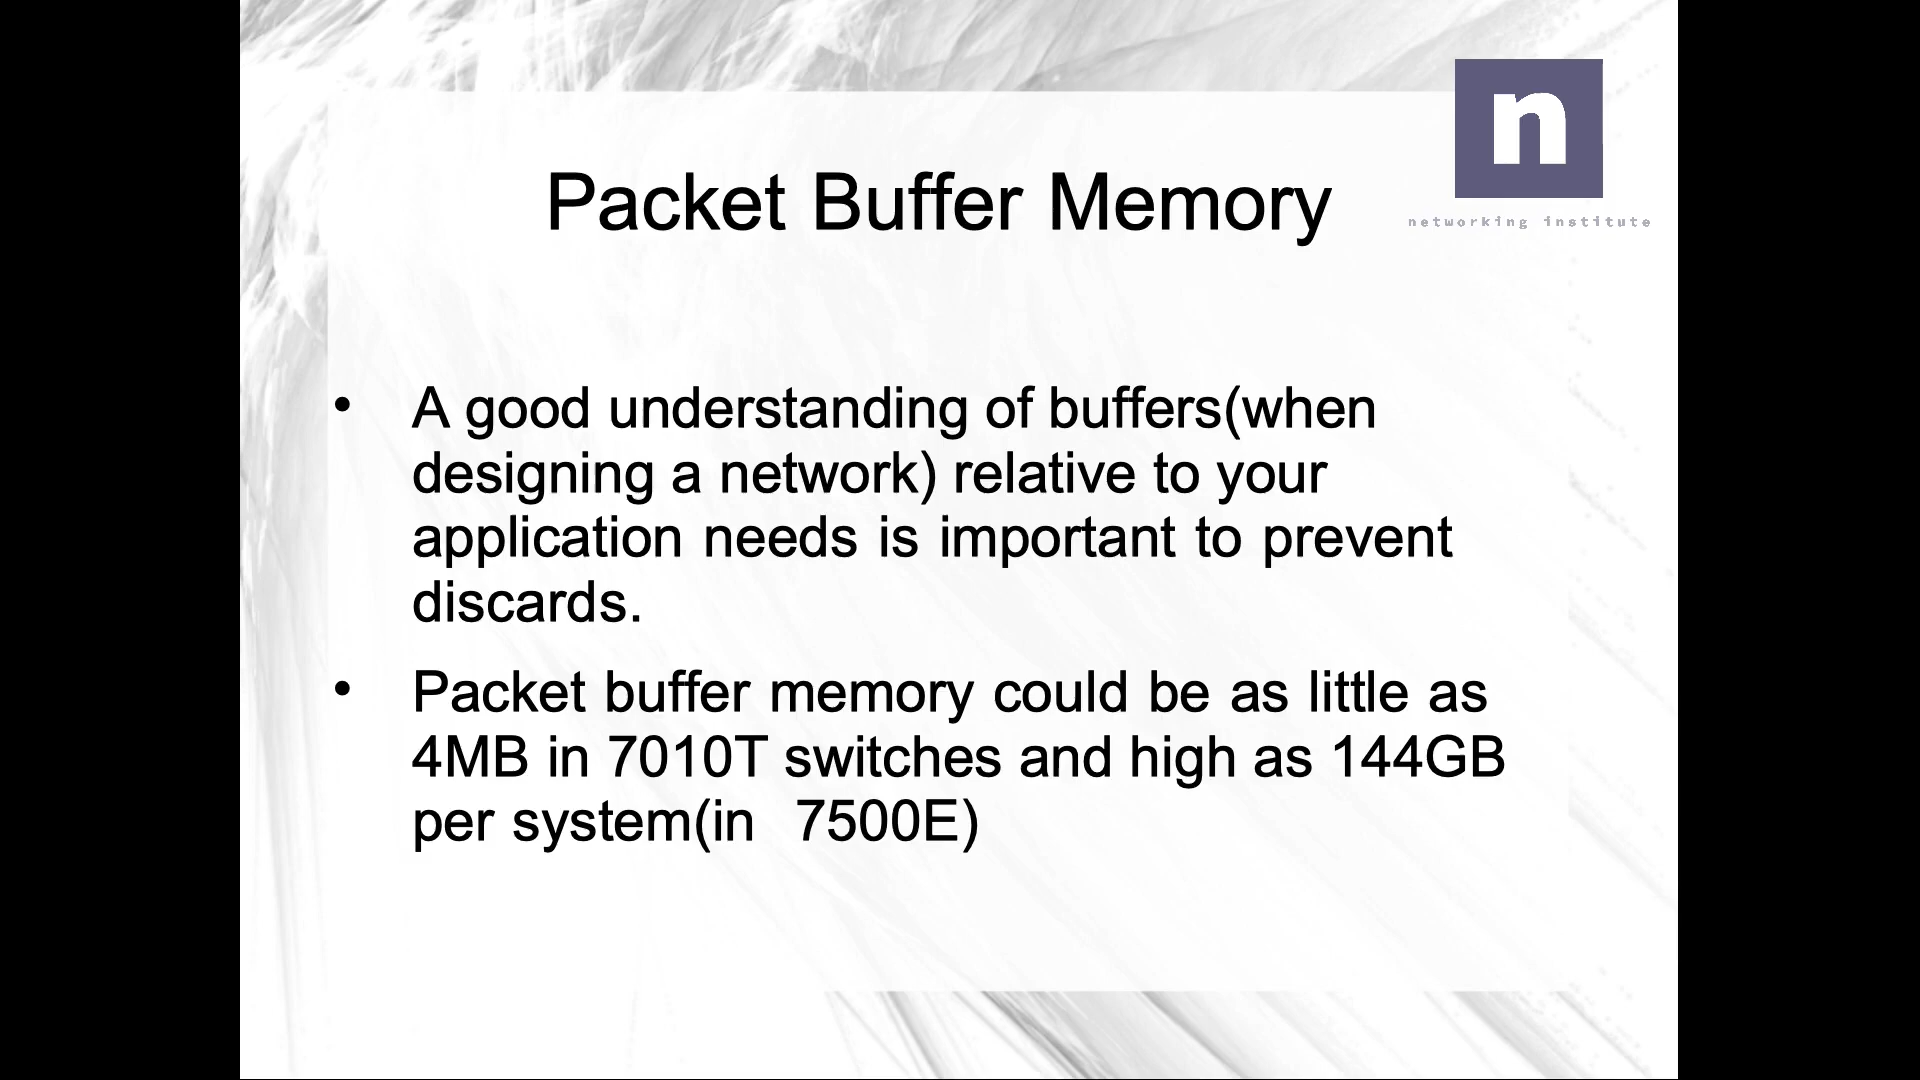 n
networking institute
Packet Buffer Memory
• A good understanding of buffers(when
designing a network) relative to your
application needs is important to prevent
discards.
• Packet buffer memory could be as little as
4MB in 7010T switches and high as 144GB
per system(in  7500E)